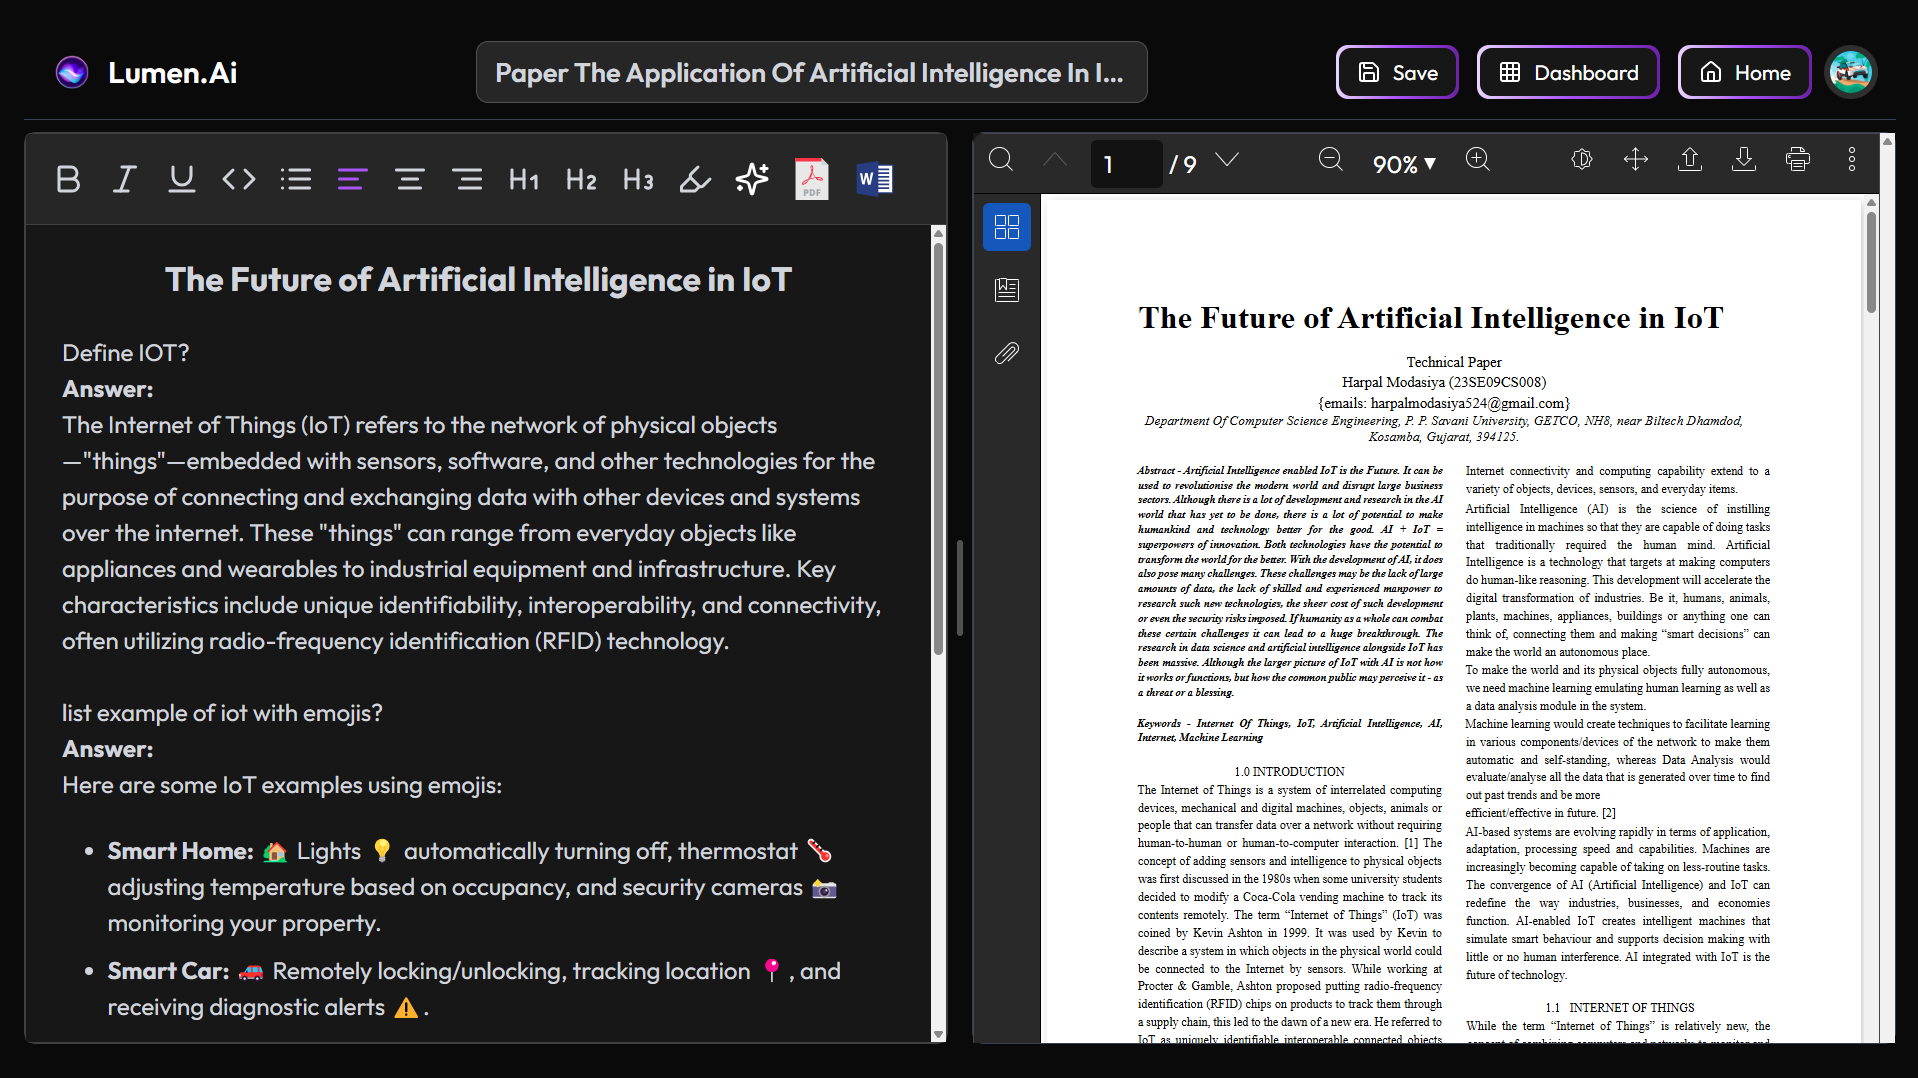 Lumen.Ai
Paper The Application Of Artificial Intelligence In I...
Save
Dashboard
Home
B I U H1 H2 H3
PDF
W
The Future of Artificial Intelligence in IoT
Define IOT?
Answer:
The Internet of Things (IoT) refers to the network of physical objects
—"things"—embedded with sensors, software, and other technologies for the
purpose of connecting and exchanging data with other devices and systems
over the internet. These "things" can range from everyday objects like
appliances and wearables to industrial equipment and infrastructure. Key
characteristics include unique identifiability, interoperability, and connectivity,
often utilizing radio-frequency identification (RFID) technology.
list example of iot with emojis?
Answer:
Here are some IoT examples using emojis:
• Smart Home: 🏠 Lights 💡 automatically turning off, thermostat 🌡️
adjusting temperature based on occupancy, and security cameras 📸
monitoring your property.
• Smart Car: 🚗 Remotely locking/unlocking, tracking location 📍, and
receiving diagnostic alerts ⚠️.
1 / 9
90%
The Future of Artificial Intelligence in IoT
Technical Paper
Harpal Modasiya (23SE09CS008)
{emails: harpalmodasiya524@gmail.com}
Department Of Computer Science Engineering, P. P. Savani University, GETCO, NH8, near Biltech Dhamdod,
Kosamba, Gujarat, 394125.
Abstract - Artificial Intelligence enabled IoT is the Future. It can be
used to revolutionise the modern world and disrupt large business
sectors. Although there is a lot of development and research in the AI
world that has yet to be done, there is a lot of potential to make
humankind and technology better for the good. AI + IoT =
superpowers of innovation. Both technologies have the potential to
transform the world for the better. With the development of AI, it does
also pose many challenges. These challenges may be the lack of large
amounts of data, the lack of skilled and experienced manpower to
research such new technologies, the sheer cost of such development
or even the security risks imposed. If humanity as a whole can combat
these certain challenges it can lead to a huge breakthrough. The
research in data science and artificial intelligence alongside IoT has
been massive. Although the larger picture of IoT with AI is not how
it works or functions, but how the common public may perceive it - as
a threat or a blessing.
Keywords - Internet Of Things, IoT, Artificial Intelligence, AI,
Internet, Machine Learning
1.0 INTRODUCTION
The Internet of Things is a system of interrelated computing
devices, mechanical and digital machines, objects, animals or
people that can transfer data over a network without requiring
human-to-human or human-to-computer interaction. [1] The
concept of adding sensors and intelligence to physical objects
was first discussed in the 1980s when some university students
decided to modify a Coca-Cola vending machine to track its
contents remotely. The term “Internet of Things” (IoT) was
coined by Kevin Ashton in 1999. It was used by Kevin to
describe a system in which objects in the physical world could
be connected to the Internet by sensors. While working at
Procter & Gamble, Ashton proposed putting radio-frequency
identification (RFID) chips on products to track them through
a supply chain, this led to the dawn of a new era. He referred to
IoT as uniquely identifiable interoperable connected objects
Internet connectivity and computing capability extend to a
variety of objects, devices, sensors, and everyday items.
Artificial Intelligence (AI) is the science of instilling
intelligence in machines so that they are capable of doing tasks
that traditionally required the human mind. Artificial
Intelligence is a technology that targets at making computers
do human-like reasoning. This development will accelerate the
digital transformation of industries. Be it, humans, animals,
plants, machines, appliances, buildings or anything one can
think of, connecting them and making “smart decisions” can
make the world an autonomous place.
To make the world and its physical objects fully autonomous,
we need machine learning emulating human learning as well as
a data analysis module in the system.
Machine learning would create techniques to facilitate learning
in various components/devices of the network to make them
automatic and self-standing, whereas Data Analysis would
evaluate/analyse all the data that is generated over time to find
out past trends and be more
efficient/effective in future. [2]
AI-based systems are evolving rapidly in terms of application,
adaptation, processing speed and capabilities. Machines are
increasingly becoming capable of taking on less-routine tasks.
The convergence of AI (Artificial Intelligence) and IoT can
redefine the way industries, businesses, and economies
function. AI-enabled IoT creates intelligent machines that
simulate smart behaviour and supports decision making with
little or no human interference. AI integrated with IoT is the
future of technology.
1.1 INTERNET OF THINGS
While the term “Internet of Things” is relatively new, the